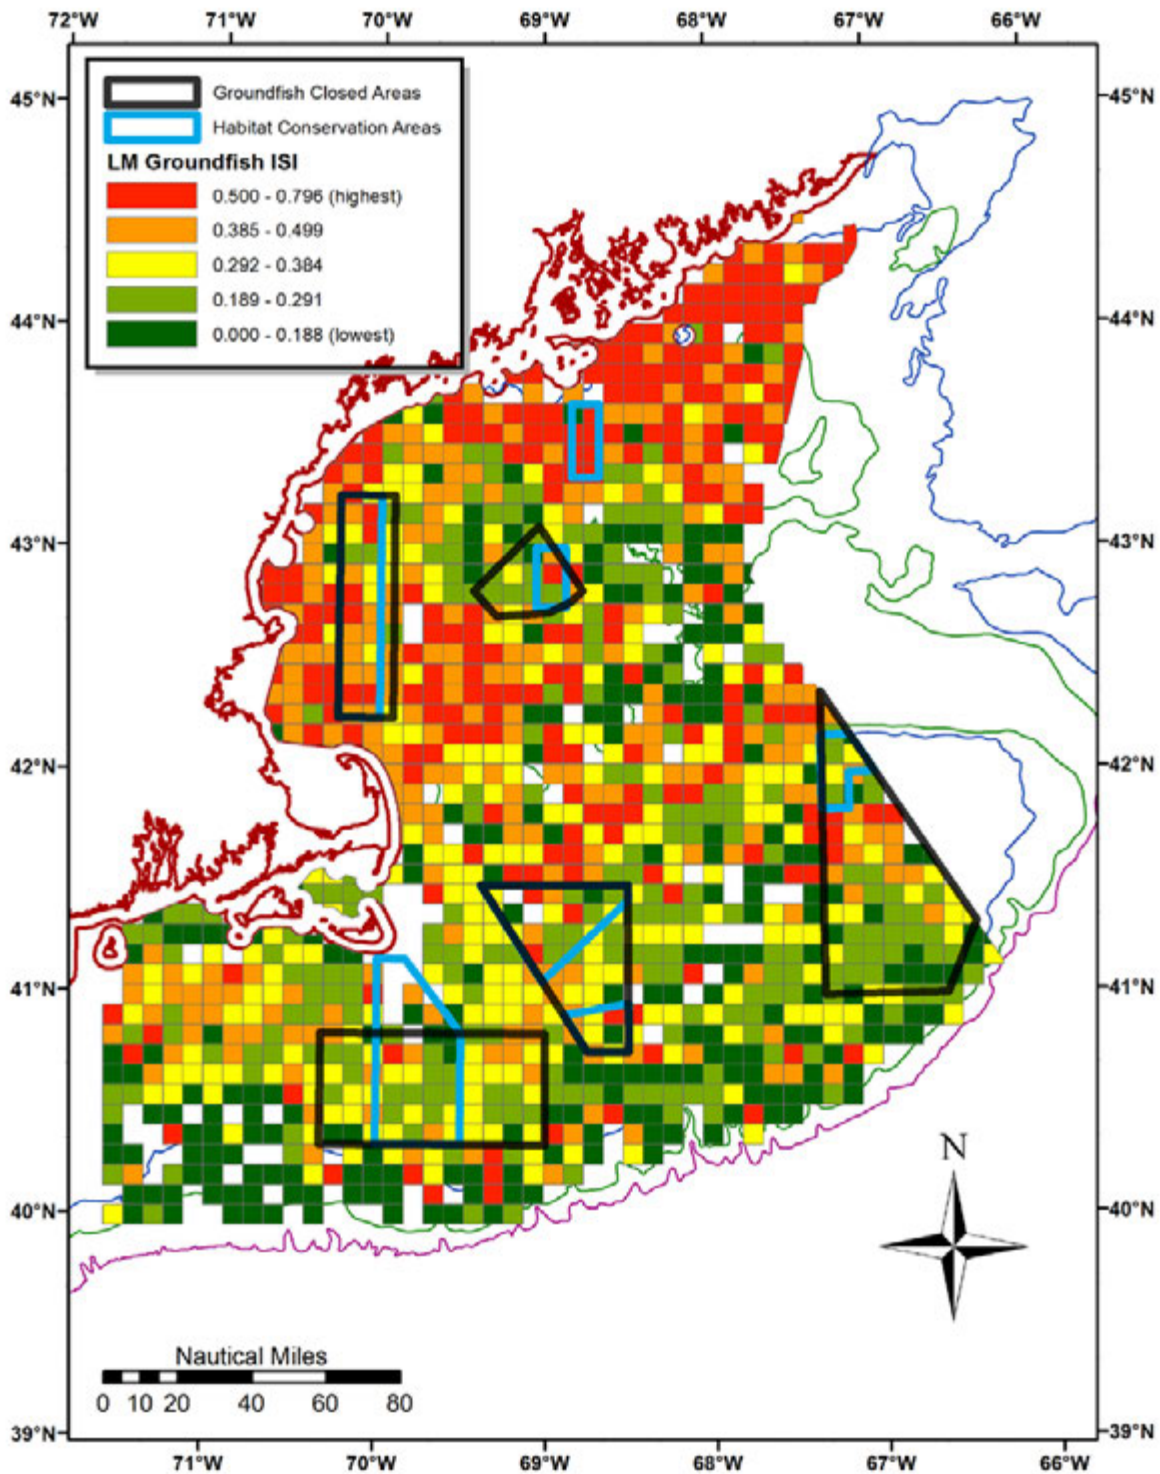 72°W 71°W 70°W 69°W 68°W 67°W 66°W
45°N 45°N
Groundfish Closed Areas
Habitat Conservation Areas
LM Groundfish ISI
0.500 - 0.796 (highest)
0.385 - 0.499
0.292 - 0.384
0.189 - 0.291
0.000 - 0.188 (lowest)
44°N 44°N
43°N 43°N
42°N 42°N
41°N 41°N
N
40°N 40°N
Nautical Miles
0 10 20 40 60 80
39°N 39°N
71°W 70°W 69°W 68°W 67°W 66°W